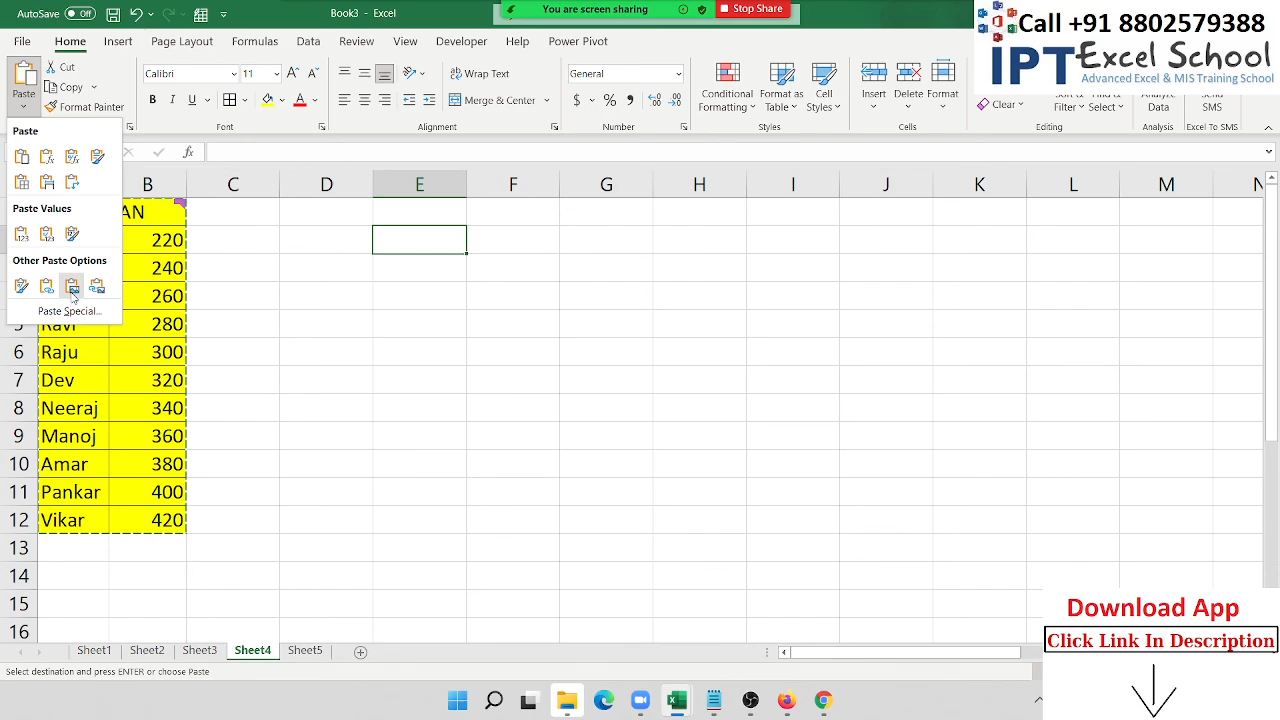 AutoSave Off
Book3 - Excel
You are screen sharing
Stop Share
Call +91 8802579388
IPT Excel School
Advanced Excel & MIS Training School
File Home Insert Page Layout Formulas Data Review View Developer Help Power Pivot
Paste
Cut
Copy
Format Painter
Calibri 11
B I U
Wrap Text
Merge & Center
General
Conditional Formatting
Format as Table
Cell Styles
Insert Delete Format
Clear
Filter
Select
Data
Send SMS
Font Alignment Number Styles Cells Editing Analysis Excel To SMS
Paste
Paste Values
Other Paste Options
Paste Special...
fx
B C D E F G H I J K L M N
AN
220
240
260
5 Ravi 280
6 Raju 300
7 Dev 320
8 Neeraj 340
9 Manoj 360
10 Amar 380
11 Pankar 400
12 Vikar 420
13
14
15
16
Sheet1 Sheet2 Sheet3 Sheet4 Sheet5
Select destination and press ENTER or choose Paste
Download App
Click Link In Description